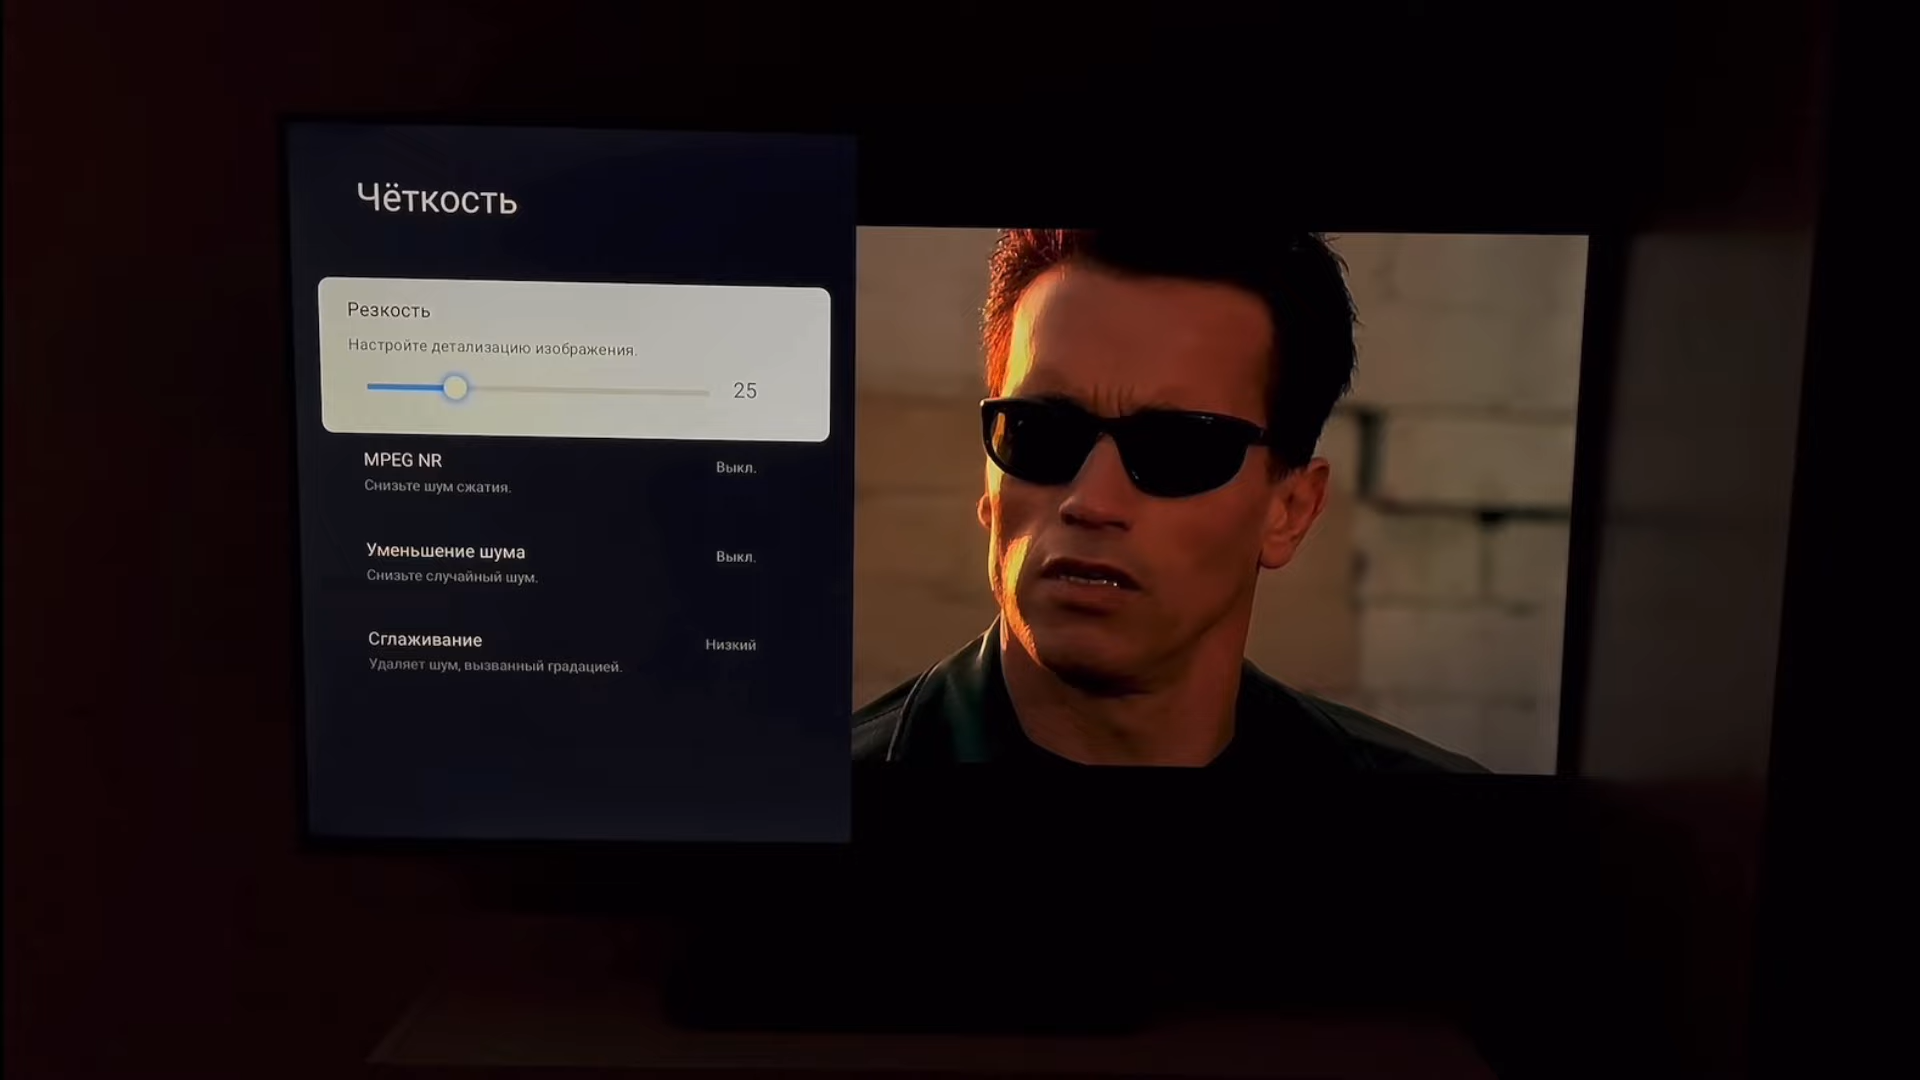 Чёткость
Резкость
Настройте детализацию изображения.
25
MPEG NR
Выкл.
Снизьте шум сжатия.
Уменьшение шума
Выкл.
Снизьте случайный шум.
Сглаживание
Низкий
Удаляет шум, вызванный градацией.